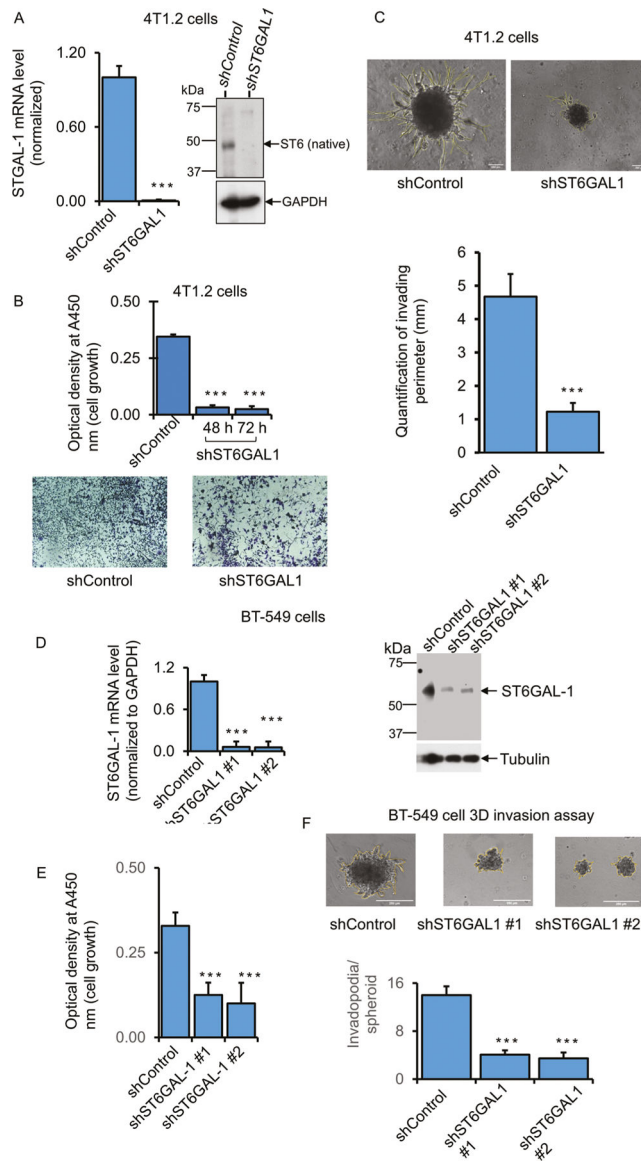 A
4T1.2 cells
STGAL-1 mRNA level
(normalized)
1.20
0.60
0.00
***
shControl
shST6GAL1
shControl
shST6GAL1
kDa
75
50
37
ST6 (native)
GAPDH
C
4T1.2 cells
shControl
shST6GAL1
Quantification of invading
perimeter (mm)
6
5
4
3
2
1
0
***
shControl
shST6GAL1
B
4T1.2 cells
Optical density at A450
nm (cell growth)
0.50
0.25
0.00
*** ***
shControl
48 h 72 h
shST6GAL1
shControl
shST6GAL1
D
BT-549 cells
ST6GAL-1 mRNA level
(normalized to GAPDH)
1.2
0.6
0.0
*** ***
shControl
shST6GAL1 #1
shST6GAL1 #2
shControl
shST6GAL1 #1
shST6GAL1 #2
kDa
75
50
37
ST6GAL-1
Tubulin
E
Optical density at A450
nm (cell growth)
0.50
0.25
0.00
*** ***
shControl
shST6GAL-1 #1
shST6GAL-1 #2
F
BT-549 cell 3D invasion assay
shControl
shST6GAL1 #1
shST6GAL1 #2
Invadopodia/
spheroid
16
8
0
*** ***
shControl
shST6GAL1
#1
shST6GAL1
#2